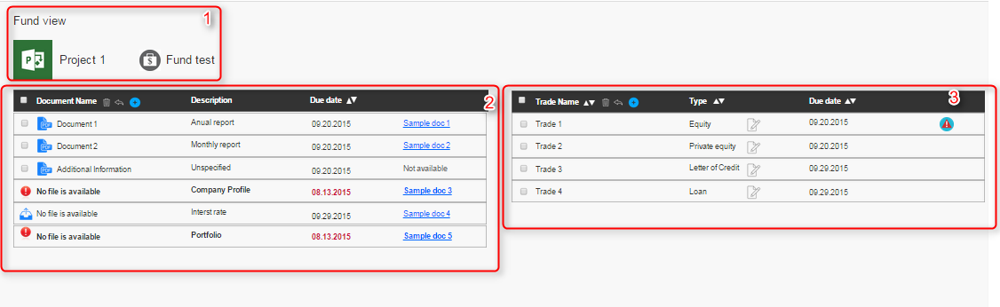 Fund view 1
Project 1 Fund test
Document Name Description Due date 2
Document 1 Anual report 09.20.2015 Sample doc 1
Document 2 Monthly report 09.20.2015 Sample doc 2
Additional Information Unspecified 09.20.2015 Not available
No file is available Company Profile 08.13.2015 Sample doc 3
No file is available Interst rate 09.29.2015 Sample doc 4
No file is available Portfolio 08.13.2015 Sample doc 5
Trade Name Type Due date 3
Trade 1 Equity 09.20.2015
Trade 2 Private equity 09.20.2015
Trade 3 Letter of Credit 09.29.2015
Trade 4 Loan 09.29.2015